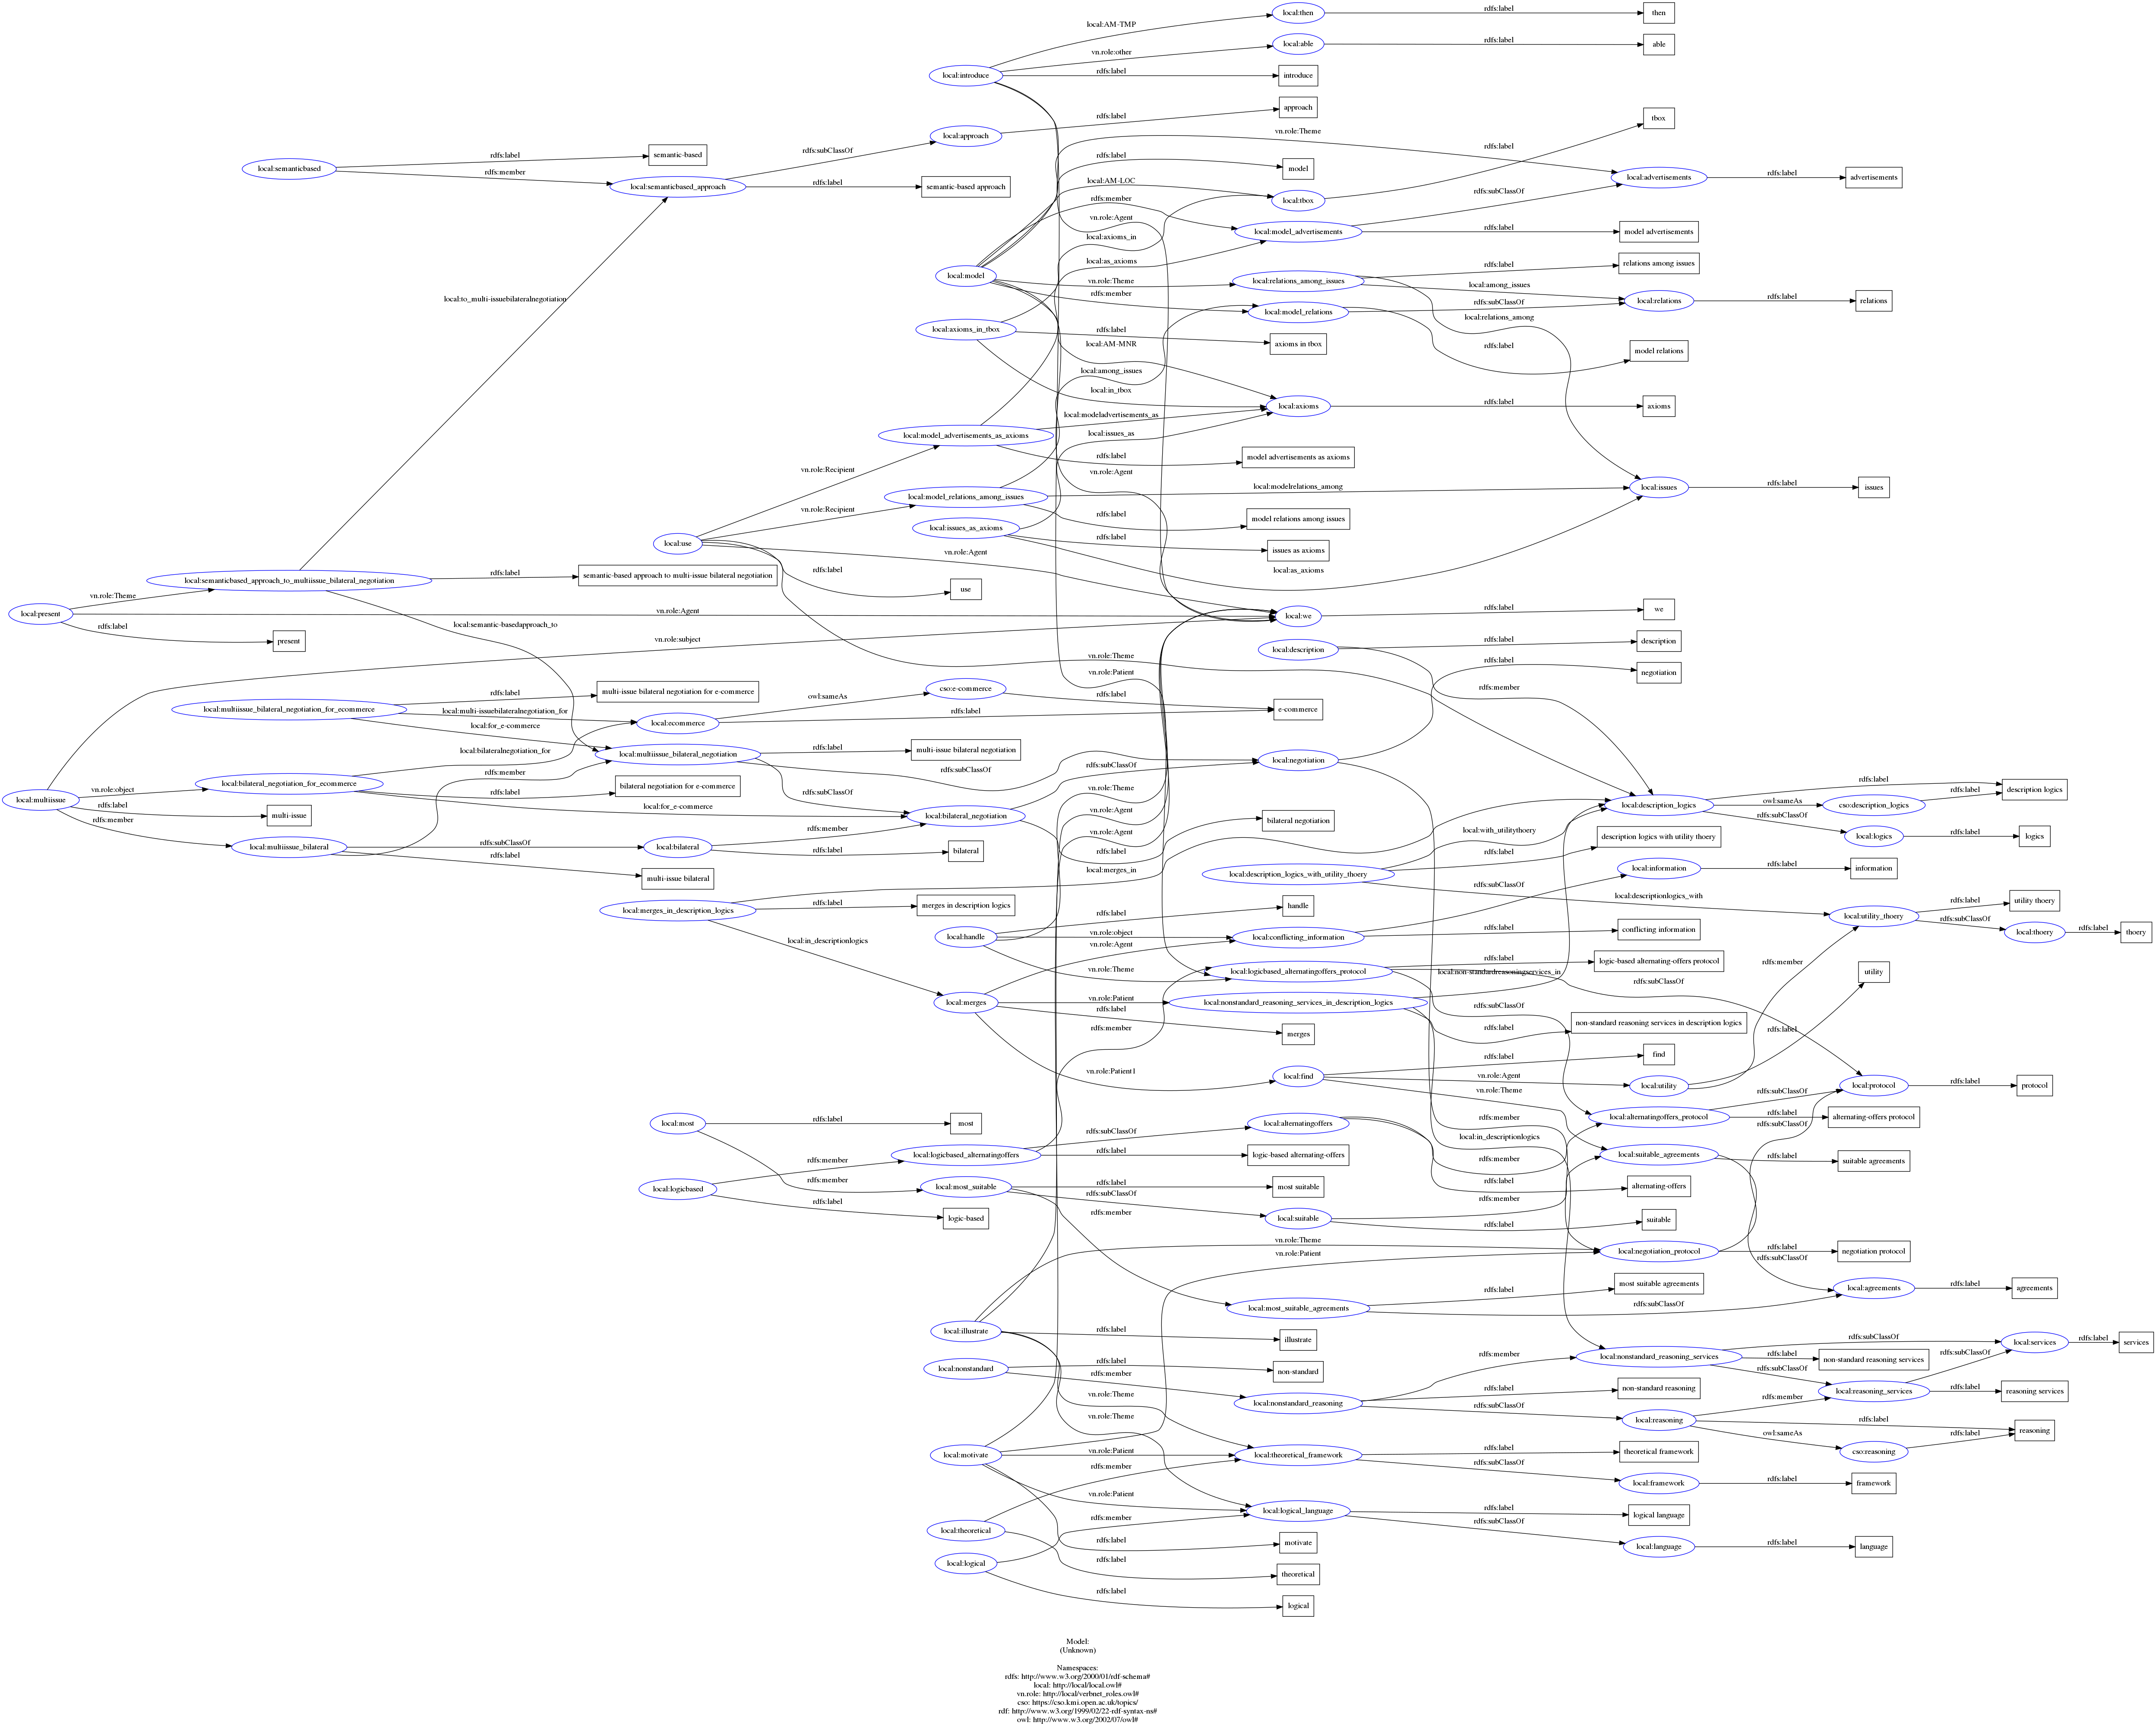 local:then
rdfs:label
then
local:AM-TMP
local:able
rdfs:label
able
vn.role:other
local:introduce
rdfs:label
introduce
approach
rdfs:label
tbox
local:approach
vn.role:Theme
rdfs:label
rdfs:subClassOf
semantic-based
rdfs:label
rdfs:label
model
local:semanticbased
rdfs:member
local:semanticbased_approach
rdfs:label
semantic-based approach
local:AM-LOC
local:advertisements
rdfs:label
advertisements
rdfs:subClassOf
rdfs:member
local:tbox
vn.role:Agent
local:model_advertisements
rdfs:label
model advertisements
local:axioms_in
local:as_axioms
rdfs:label
relations among issues
local:model
vn.role:Theme
local:relations_among_issues
local:among_issues
rdfs:member
rdfs:subClassOf
local:relations
rdfs:label
relations
local:to_multi-issuebilateralnegotiation
local:model_relations
local:relations_among
local:axioms_in_tbox
rdfs:label
axioms in tbox
local:AM-MNR
rdfs:label
model relations
local:among_issues
local:in_tbox
local:axioms
rdfs:label
axioms
local:modeladvertisements_as
local:model_advertisements_as_axioms
local:issues_as
rdfs:label
model advertisements as axioms
vn.role:Recipient
vn.role:Agent
local:modelrelations_among
local:issues
rdfs:label
issues
local:model_relations_among_issues
vn.role:Recipient
rdfs:label
model relations among issues
local:issues_as_axioms
rdfs:label
issues as axioms
local:use
vn.role:Agent
local:as_axioms
rdfs:label
use
local:semanticbased_approach_to_multiissue_bilateral_negotiation
rdfs:label
semantic-based approach to multi-issue bilateral negotiation
vn.role:Theme
local:present
vn.role:Agent
local:we
rdfs:label
we
rdfs:label
present
local:semantic-basedapproach_to
vn.role:subject
local:description
rdfs:label
description
vn.role:Theme
rdfs:label
negotiation
vn.role:Patient
rdfs:member
cso:e-commerce
owl:sameAs
rdfs:label
rdfs:label
multi-issue bilateral negotiation for e-commerce
local:multiissue_bilateral_negotiation_for_ecommerce
local:multi-issuebilateralnegotiation_for
local:ecommerce
rdfs:label
e-commerce
local:for_e-commerce
local:bilateralnegotiation_for
local:multiissue_bilateral_negotiation
rdfs:label
multi-issue bilateral negotiation
local:negotiation
rdfs:subClassOf
rdfs:subClassOf
rdfs:member
local:bilateral_negotiation_for_ecommerce
rdfs:label
bilateral negotiation for e-commerce
vn.role:object
rdfs:subClassOf
vn.role:Theme
rdfs:label
description logics
local:multiissue
rdfs:label
multi-issue
local:for_e-commerce
local:bilateral_negotiation
vn.role:Agent
local:description_logics
owl:sameAs
cso:description_logics
rdfs:label
rdfs:subClassOf
rdfs:member
bilateral negotiation
rdfs:member
vn.role:Agent
local:with_utilitythoery
description logics with utility thoery
local:logics
rdfs:label
logics
local:multiissue_bilateral
rdfs:subClassOf
local:bilateral
rdfs:label
bilateral
rdfs:label
rdfs:label
rdfs:label
multi-issue bilateral
local:merges_in
local:description_logics_with_utility_thoery
rdfs:subClassOf
local:information
rdfs:label
information
local:descriptionlogics_with
rdfs:label
utility thoery
local:merges_in_description_logics
rdfs:label
merges in description logics
rdfs:label
handle
local:utility_thoery
rdfs:subClassOf
local:handle
vn.role:object
local:conflicting_information
rdfs:label
conflicting information
local:thoery
rdfs:label
thoery
local:in_descriptionlogics
vn.role:Agent
vn.role:Theme
local:logicbased_alternatingoffers_protocol
rdfs:label
logic-based alternating-offers protocol
rdfs:member
utility
local:non-standardreasoningservices_in
rdfs:subClassOf
local:merges
vn.role:Patient
local:nonstandard_reasoning_services_in_description_logics
rdfs:subClassOf
rdfs:label
rdfs:label
non-standard reasoning services in description logics
rdfs:label
rdfs:member
merges
rdfs:label
find
vn.role:Patient1
local:find
vn.role:Agent
local:utility
local:protocol
rdfs:label
protocol
vn.role:Theme
rdfs:subClassOf
local:alternatingoffers_protocol
rdfs:label
alternating-offers protocol
rdfs:member
rdfs:subClassOf
local:most
rdfs:label
most
local:alternatingoffers
rdfs:subClassOf
local:in_descriptionlogics
local:logicbased_alternatingoffers
rdfs:label
logic-based alternating-offers
rdfs:member
local:suitable_agreements
rdfs:label
suitable agreements
rdfs:member
rdfs:member
local:logicbased
local:most_suitable
rdfs:label
most suitable
rdfs:label
alternating-offers
rdfs:subClassOf
rdfs:label
logic-based
rdfs:member
rdfs:member
local:suitable
rdfs:label
suitable
vn.role:Theme
vn.role:Patient
local:negotiation_protocol
rdfs:label
negotiation protocol
rdfs:subClassOf
rdfs:label
most suitable agreements
local:agreements
rdfs:label
agreements
local:most_suitable_agreements
rdfs:subClassOf
local:illustrate
rdfs:label
illustrate
rdfs:subClassOf
local:services
rdfs:label
services
local:nonstandard_reasoning_services
rdfs:label
non-standard reasoning services
rdfs:member
rdfs:subClassOf
rdfs:subClassOf
local:nonstandard
rdfs:label
non-standard
rdfs:member
rdfs:label
non-standard reasoning
local:reasoning_services
rdfs:label
reasoning services
vn.role:Theme
local:nonstandard_reasoning
rdfs:subClassOf
rdfs:member
local:reasoning
rdfs:label
reasoning
vn.role:Theme
owl:sameAs
rdfs:label
local:motivate
vn.role:Patient
local:theoretical_framework
rdfs:label
theoretical framework
cso:reasoning
rdfs:member
rdfs:subClassOf
local:framework
rdfs:label
framework
vn.role:Patient
local:logical_language
rdfs:label
logical language
rdfs:member
rdfs:subClassOf
local:theoretical
rdfs:label
motivate
local:language
rdfs:label
language
local:logical
rdfs:label
theoretical
rdfs:label
logical
Model:
(Unknown)
Namespaces:
rdfs: http://www.w3.org/2000/01/rdf-schema#
local: http://local/local.owl#
vn.role: http://local/verbnet_roles.owl#
cso: https://cso.kmi.open.ac.uk/topics/
rdf: http://www.w3.org/1999/02/22-rdf-syntax-ns#
owl: http://www.w3.org/2002/07/owl#